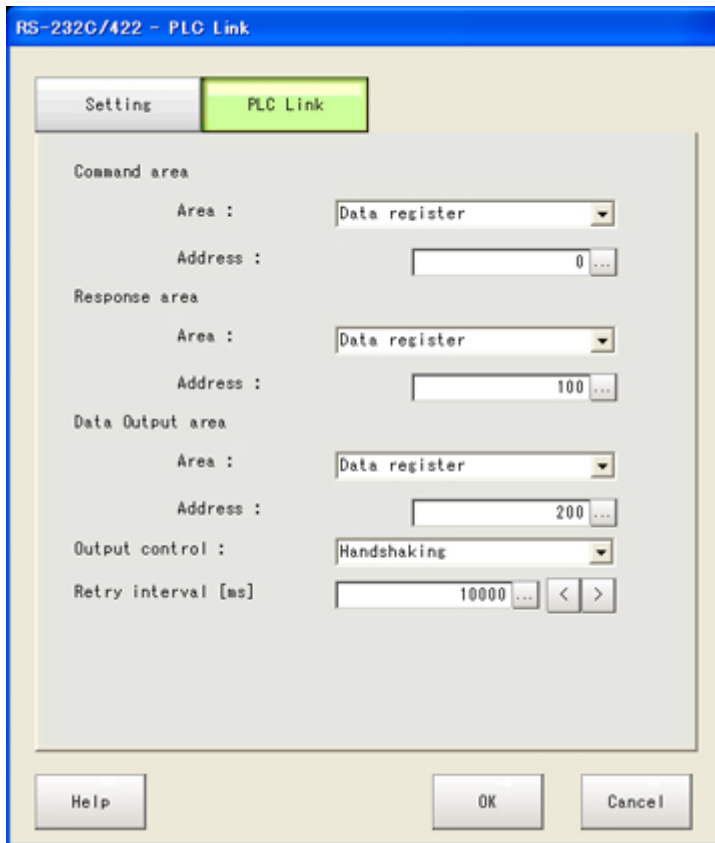 RS-232C/422 - PLC Link
Setting PLC Link
Command area
Area : Data register
Address : 0 ...
Response area
Area : Data register
Address : 100 ...
Data Output area
Area : Data register
Address : 200 ...
Output control : Handshaking
Retry interval [ms] 10000 ... < >
Help OK Cancel